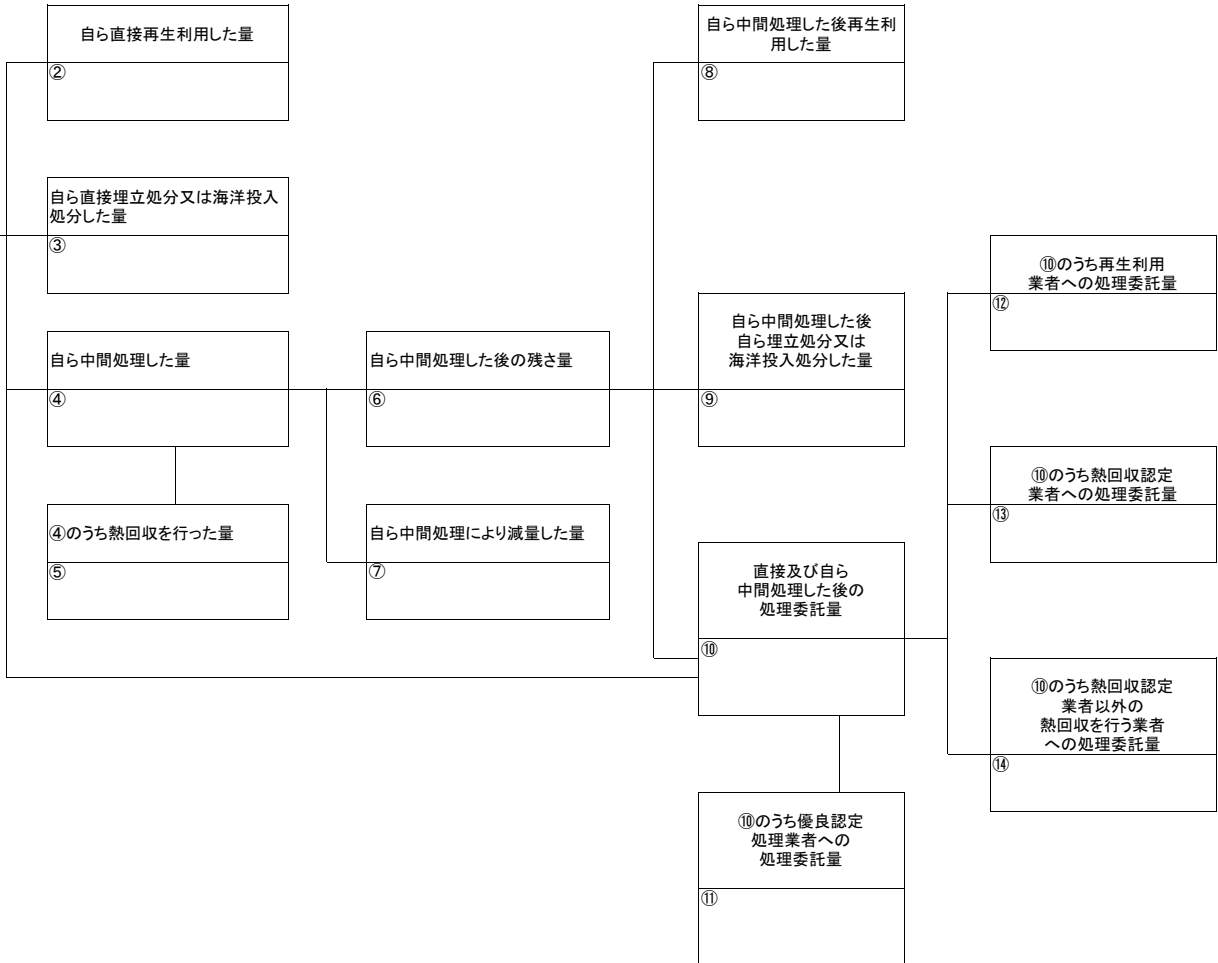 自ら直接再生利用した量
②
自ら直接埋立処分又は海洋投入
処分した量
③
自ら中間処理した量
④
④のうち熱回収を行った量
⑤
自ら中間処理した後の残さ量
⑥
自ら中間処理により減量した量
⑦
自ら中間処理した後再生利
用した量
⑧
自ら中間処理した後
自ら埋立処分又は
海洋投入処分した量
⑨
直接及び自ら
中間処理した後の
処理委託量
⑩
⑩のうち優良認定
処理業者への
処理委託量
⑪
⑩のうち再生利用
業者への処理委託量
⑫
⑩のうち熱回収認定
業者への処理委託量
⑬
⑩のうち熱回収認定
業者以外の
熱回収を行う業者
への処理委託量
⑭